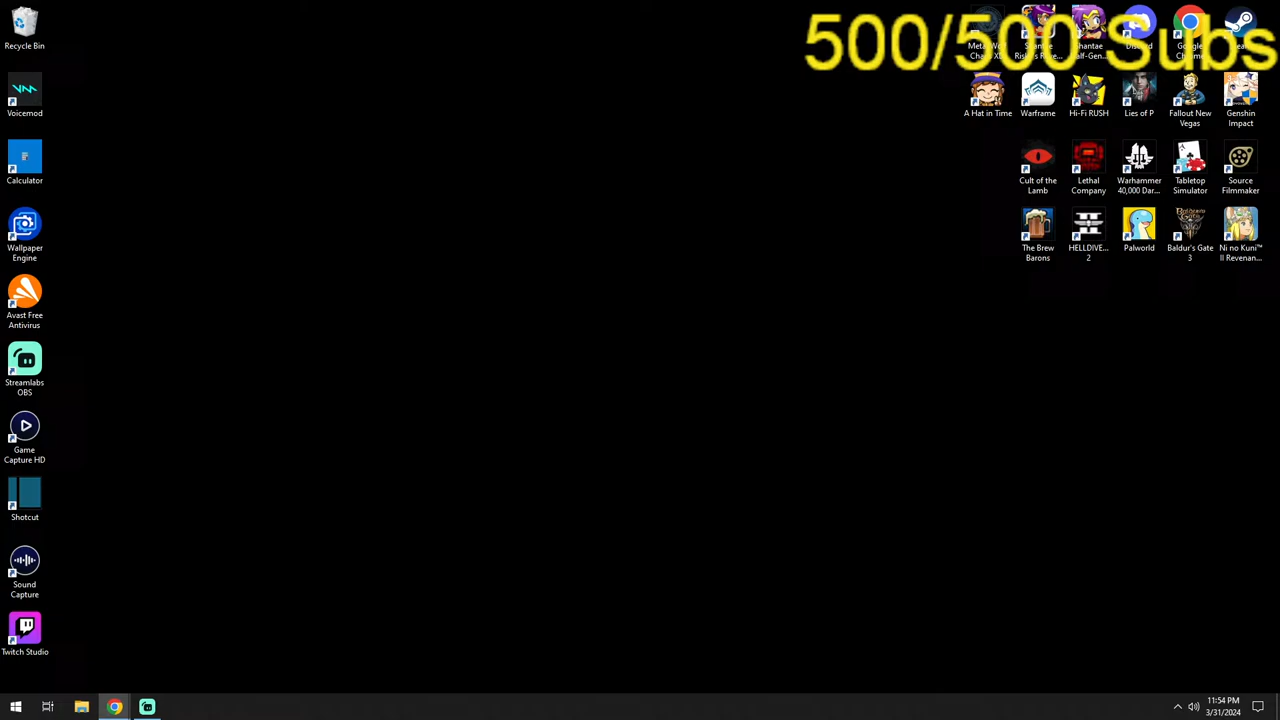 500/500 Subs
Recycle Bin
Voicemod
Calculator
Wallpaper
Engine
Avast Free
Antivirus
Streamlabs
OBS
Game
Capture HD
Shotcut
Sound
Capture
Twitch Studio
A Hat in Time
Warframe
Hi-Fi RUSH
Lies of P
Fallout New
Vegas
Genshin
Impact
Cult of the
Lamb
Lethal
Company
Warhammer
40,000 Dar...
Tabletop
Simulator
Source
Filmmaker
The Brew
Barons
HELLDIVE...
2
Palworld
Baldur's Gate
3
Ni no Kuni™
II Revenan...
11:54 PM
3/31/2024